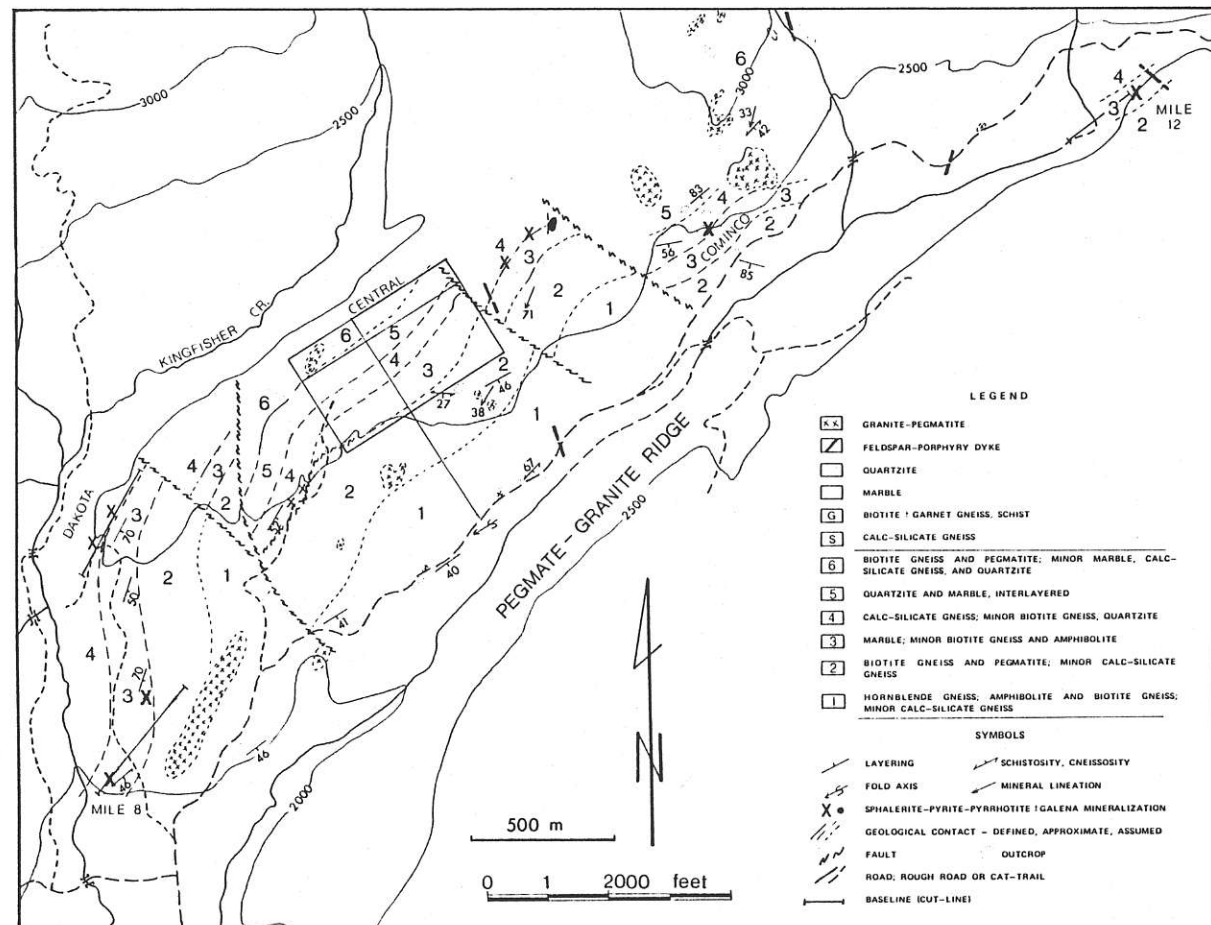 6
3000
2500
3000
33
42
2500
4
3
2
MILE
12
83
5
4
3
2
COMINCO
56
3
2
85
4
3
2
71
1
KINGFISHER CR.
CENTRAL
6
5
4
3
2
46
27
38
1
6
4
3
2
5
4
52
2
1
67
DAKOTA
3
70
2
1
50
40
41
4
3
70
46
46
MILE 8
2000
2500
PEGMATE-GRANITE RIDGE
N
500 m
0 1 2000 feet
LEGEND
x x GRANITE-PEGMATITE
FELDSPAR-PORPHYRY DYKE
QUARTZITE
MARBLE
G BIOTITE ! GARNET GNEISS, SCHIST
S CALC-SILICATE GNEISS
6 BIOTITE GNEISS AND PEGMATITE; MINOR MARBLE, CALC-
SILICATE GNEISS, AND QUARTZITE
5 QUARTZITE AND MARBLE, INTERLAYERED
4 CALC-SILICATE GNEISS; MINOR BIOTITE GNEISS, QUARTZITE
3 MARBLE; MINOR BIOTITE GNEISS AND AMPHIBOLITE
2 BIOTITE GNEISS AND PEGMATITE; MINOR CALC-SILICATE
GNEISS
1 HORNBLENDE GNEISS; AMPHIBOLITE AND BIOTITE GNEISS;
MINOR CALC-SILICATE GNEISS
SYMBOLS
LAYERING SCHISTOSITY, CNEISSOSITY
FOLD AXIS MINERAL LINEATION
X ● SPHALERITE-PYRITE-PYRRHOTITE ! GALENA MINERALIZATION
GEOLOGICAL CONTACT - DEFINED, APPROXIMATE, ASSUMED
FAULT OUTCROP
ROAD; ROUGH ROAD OR CAT-TRAIL
BASELINE (CUT-LINE)